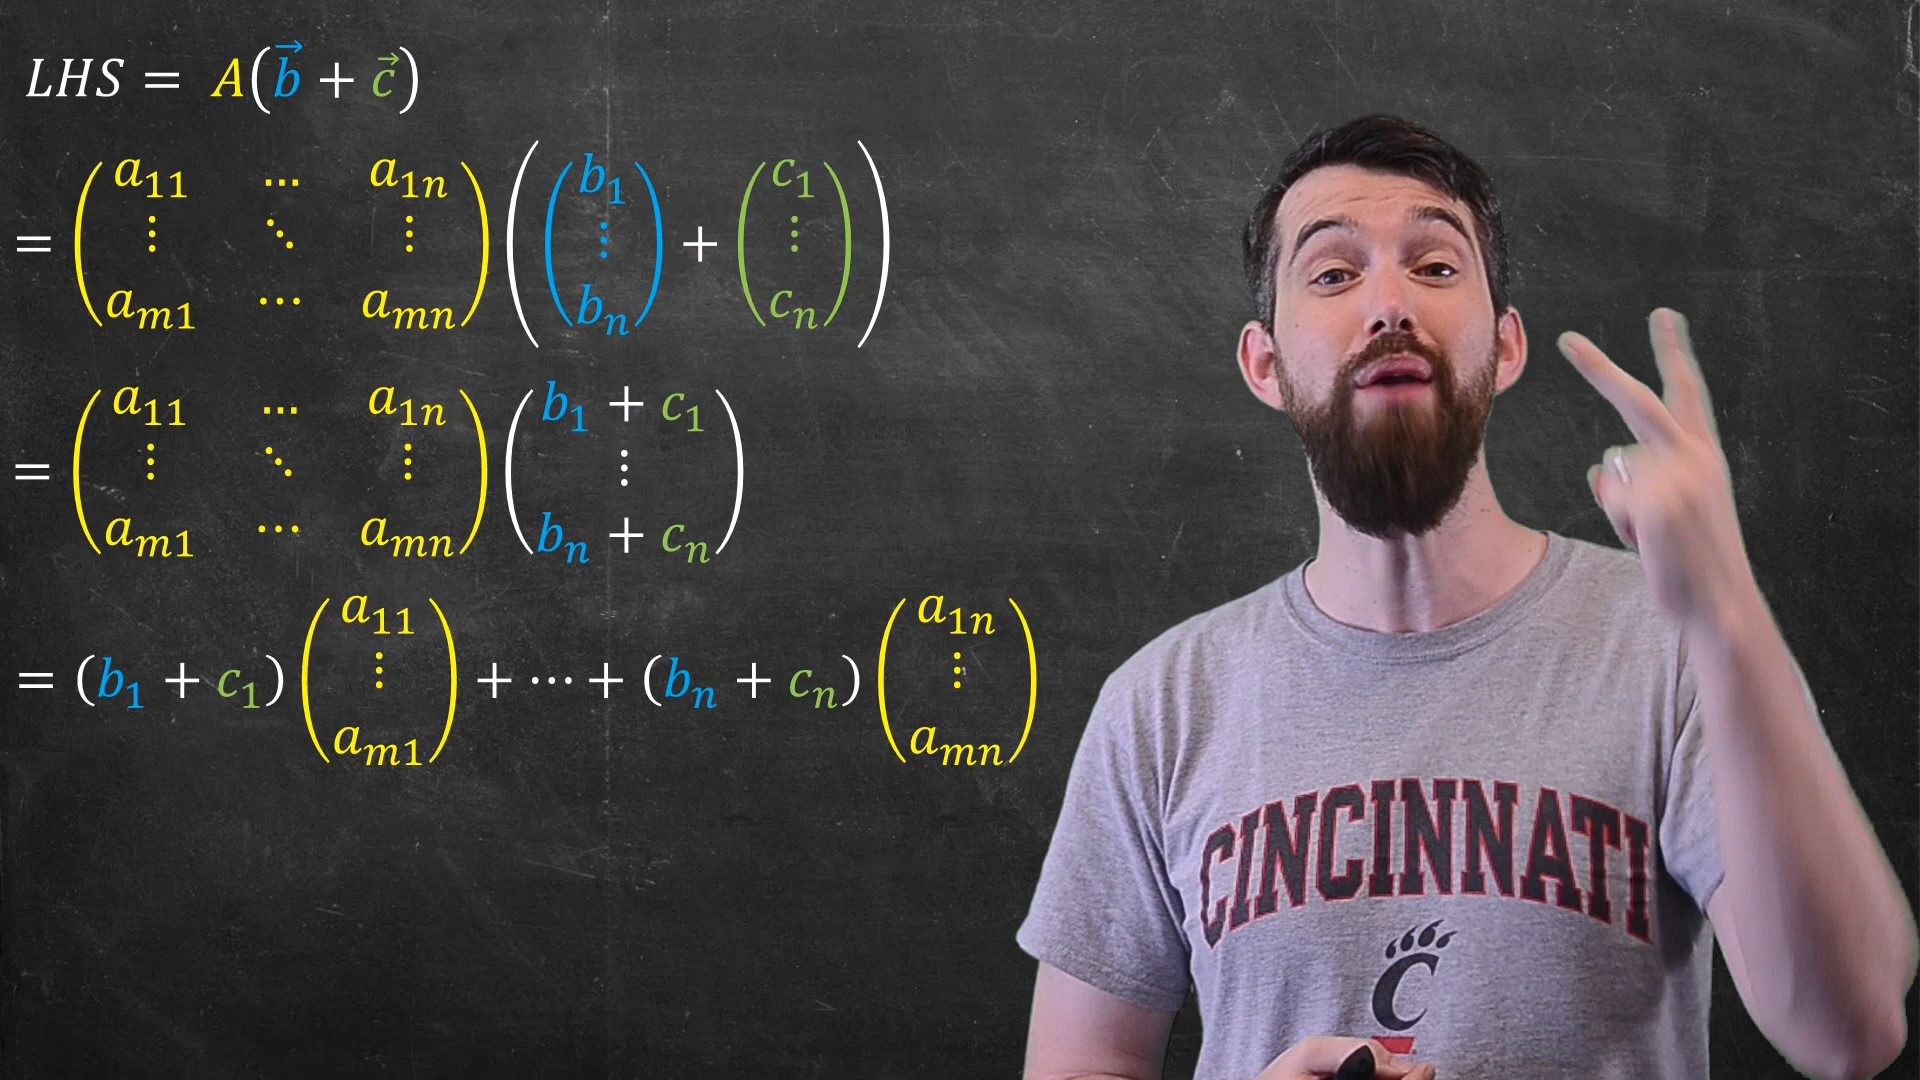 LHS = A(b⃗ + c⃗)
= (a₁₁ ... a₁ₙ ⋮ ⋱ ⋮ aₘ₁ ⋯ aₘₙ) ((b₁ ⋮ bₙ) + (c₁ ⋮ cₙ))
= (a₁₁ ... a₁ₙ ⋮ ⋱ ⋮ aₘ₁ ⋯ aₘₙ) (b₁ + c₁ ⋮ bₙ + cₙ)
= (b₁ + c₁) (a₁₁ ⋮ aₘ₁) + ⋯ + (bₙ + cₙ) (a₁ₙ ⋮ aₘₙ)
CINCINNATI
C